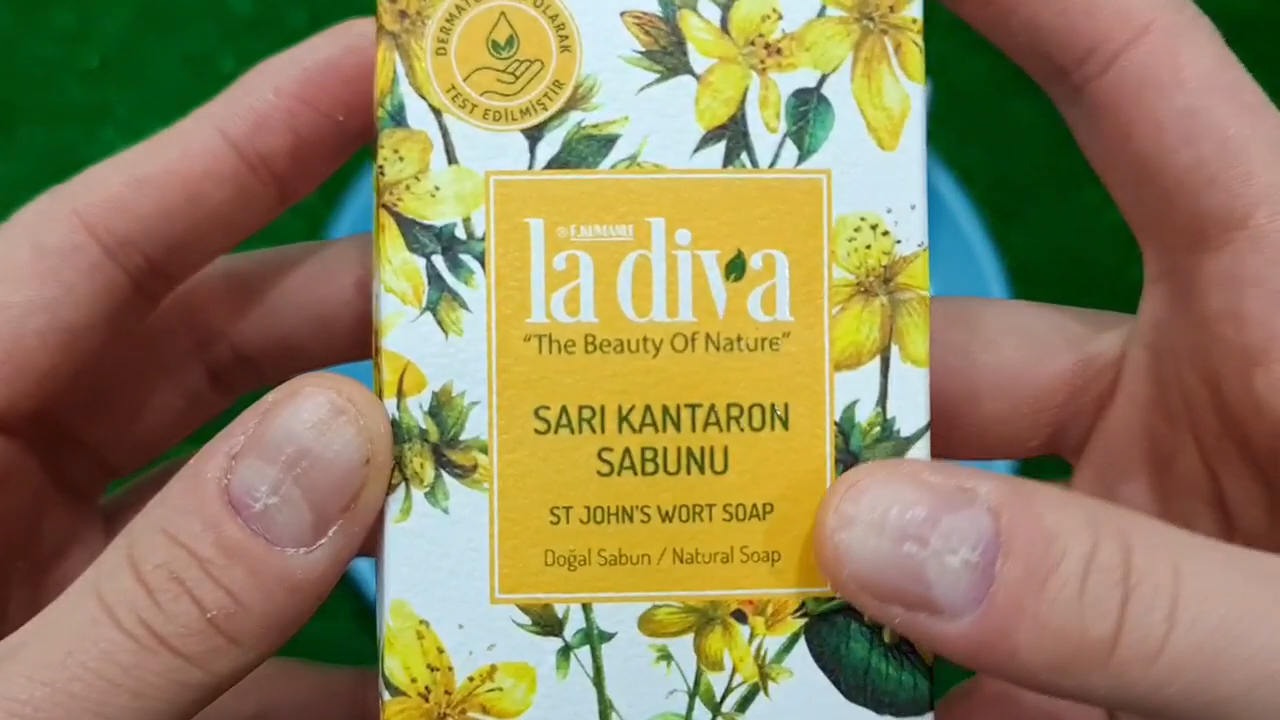 OLARAK
TEST EDİLMİŞTİR
la diva
"The Beauty Of Nature"
SARI KANTARON
SABUNU
ST JOHN'S WORT SOAP
Doğal Sabun / Natural Soap